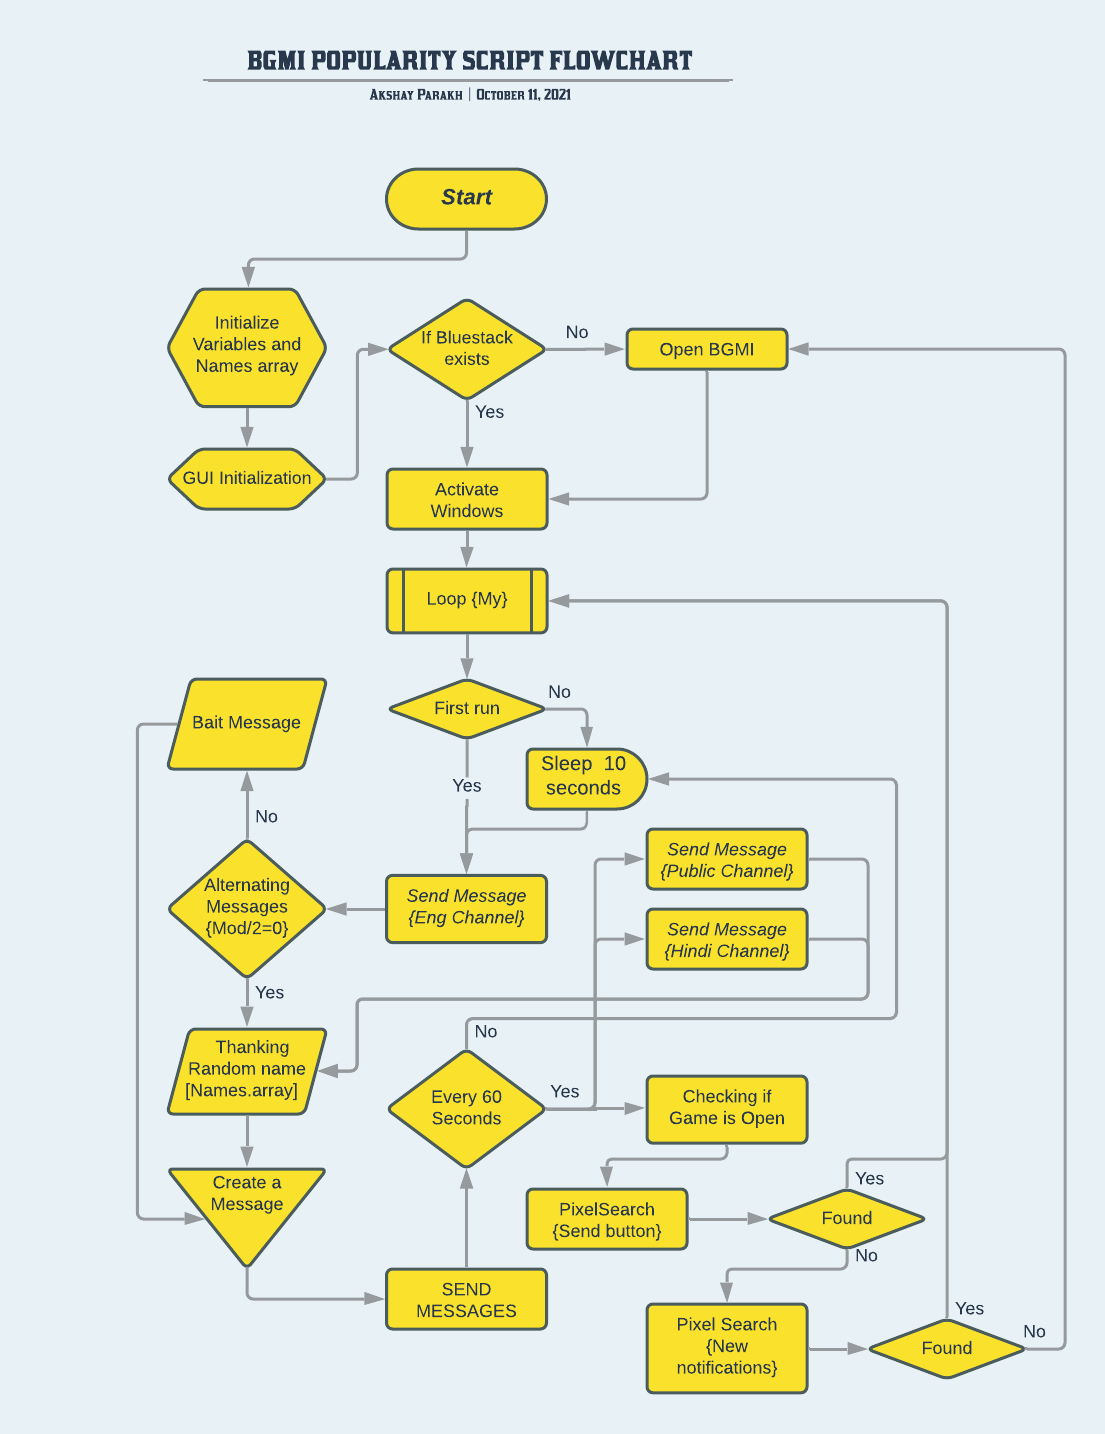 BGMI POPULARITY SCRIPT FLOWCHART
AKSHAY PARAKH | OCTOBER 11, 2021
Start
Initialize
Variables and
Names array
If Bluestack
exists
No
Open BGMI
Yes
GUI Initialization
Activate
Windows
Loop {My}
First run
No
Bait Message
Sleep 10
seconds
Yes
No
Send Message
{Public Channel}
Alternating
Messages
{Mod/2=0}
Send Message
{Eng Channel}
Send Message
{Hindi Channel}
Yes
No
Thanking
Random name
[Names.array]
Every 60
Seconds
Yes
Checking if
Game is Open
Create a
Message
Yes
PixelSearch
{Send button}
Found
No
SEND
MESSAGES
Pixel Search
{New
notifications}
Yes
No
Found